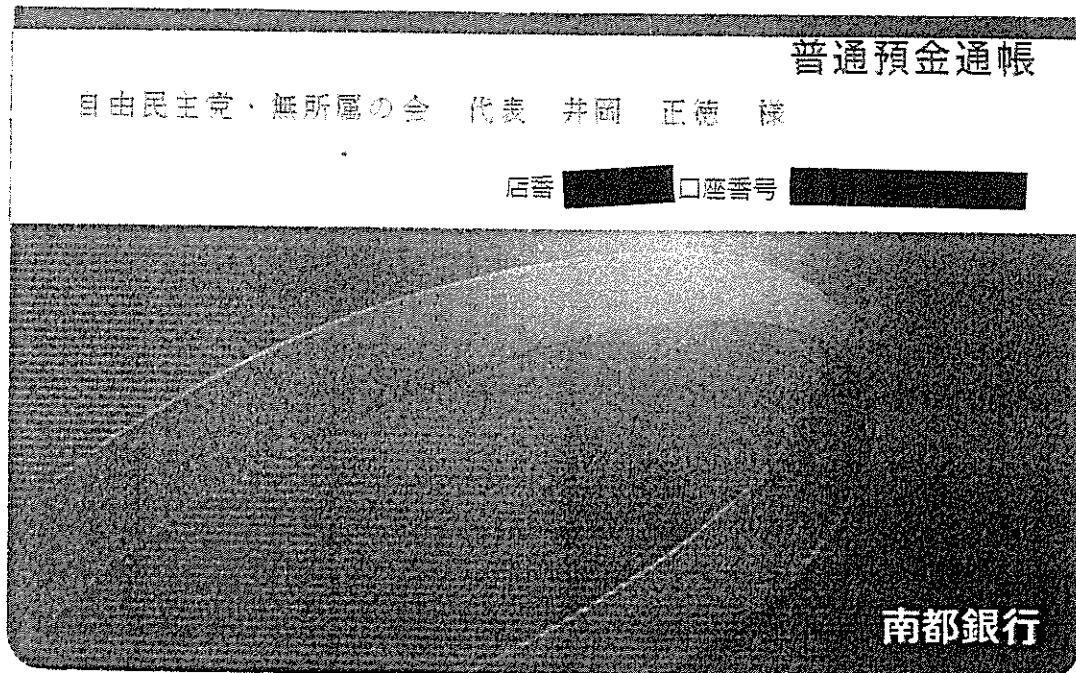 普通預金通帳
自由民主党・無所属の会 代表 井岡 正徳 様
店番 口座番号
南都銀行